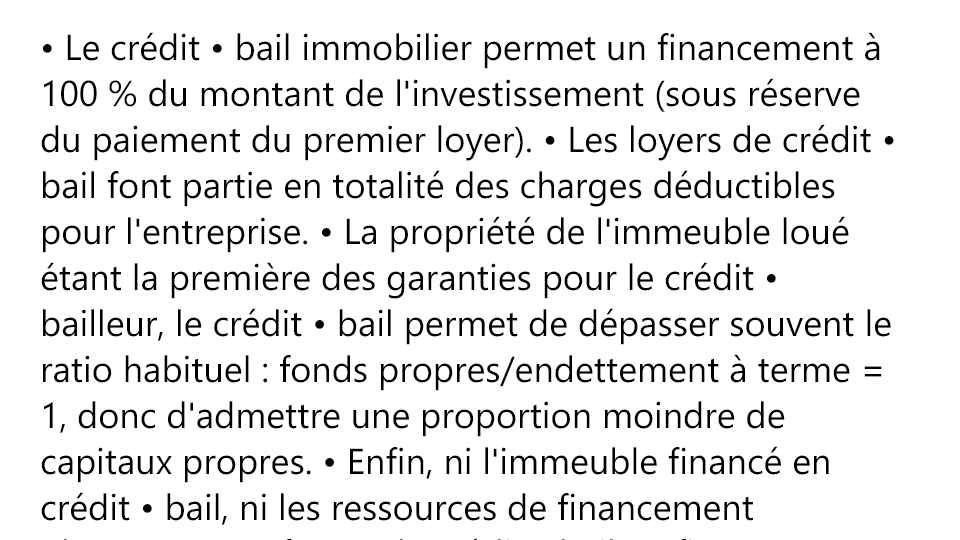 • Le crédit • bail immobilier permet un financement à
100 % du montant de l'investissement (sous réserve
du paiement du premier loyer). • Les loyers de crédit •
bail font partie en totalité des charges déductibles
pour l'entreprise. • La propriété de l'immeuble loué
étant la première des garanties pour le crédit •
bailleur, le crédit • bail permet de dépasser souvent le
ratio habituel : fonds propres/endettement à terme =
1, donc d'admettre une proportion moindre de
capitaux propres. • Enfin, ni l'immeuble financé en
crédit • bail, ni les ressources de financement